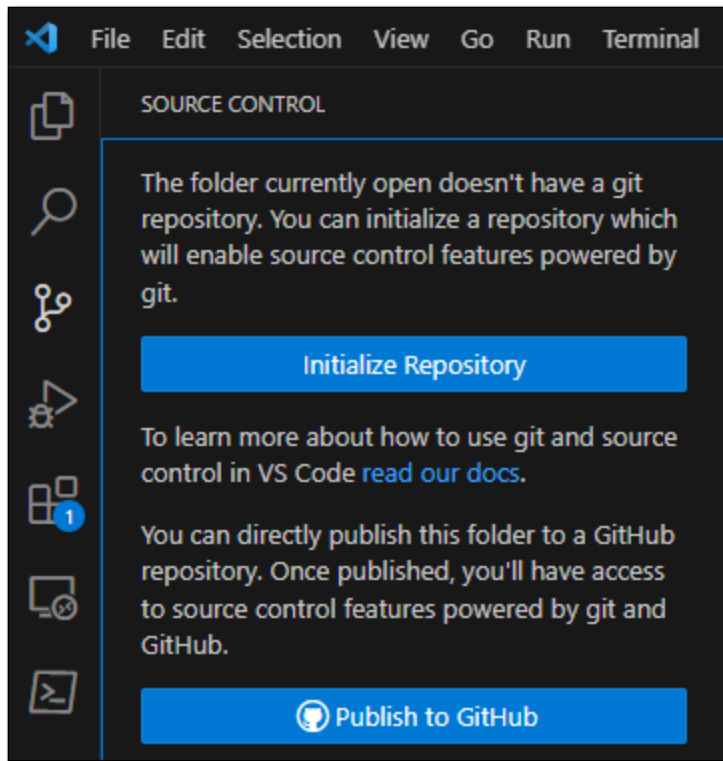 File Edit Selection View Go Run Terminal
SOURCE CONTROL
The folder currently open doesn't have a git
repository. You can initialize a repository which
will enable source control features powered by
git.
Initialize Repository
To learn more about how to use git and source
control in VS Code read our docs.
1
You can directly publish this folder to a GitHub
repository. Once published, you'll have access
to source control features powered by git and
GitHub.
Publish to GitHub